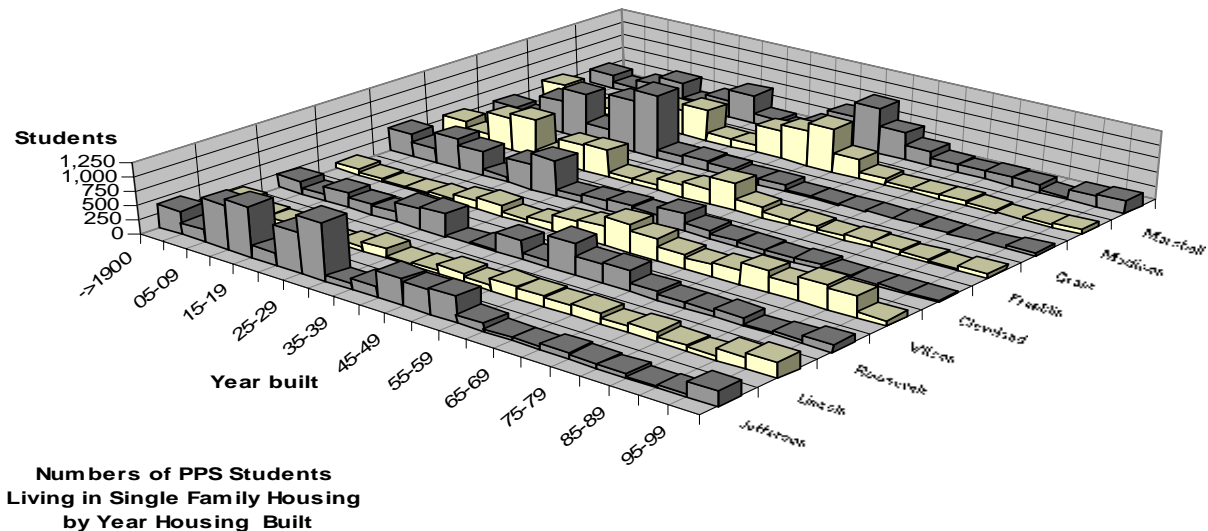 Students
1,250
1,000
750
500
250
0
->1900
05-09
15-19
25-29
35-39
45-49
55-59
65-69
75-79
85-89
95-99
Year built
Jefferson
Lincoln
Roosevelt
Wilson
Cleveland
Franklin
Grant
Madison
Marshall
Numbers of PPS Students
Living in Single Family Housing
by Year Housing Built